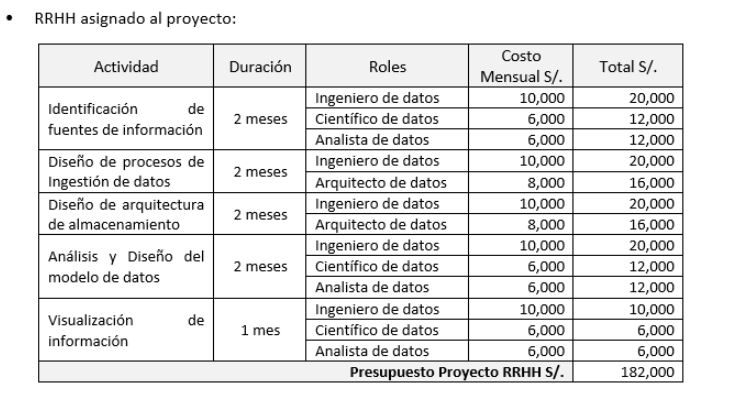 • RRHH asignado al proyecto:
Actividad Duración Roles Costo Mensual S/. Total S/.
Identificación de fuentes de información 2 meses Ingeniero de datos 10,000 20,000
Científico de datos 6,000 12,000
Analista de datos 6,000 12,000
Diseño de procesos de Ingestión de datos 2 meses Ingeniero de datos 10,000 20,000
Arquitecto de datos 8,000 16,000
Diseño de arquitectura de almacenamiento 2 meses Ingeniero de datos 10,000 20,000
Arquitecto de datos 8,000 16,000
Análisis y Diseño del modelo de datos 2 meses Ingeniero de datos 10,000 20,000
Científico de datos 6,000 12,000
Analista de datos 6,000 12,000
Visualización de información 1 mes Ingeniero de datos 10,000 10,000
Científico de datos 6,000 6,000
Analista de datos 6,000 6,000
Presupuesto Proyecto RRHH S/. 182,000